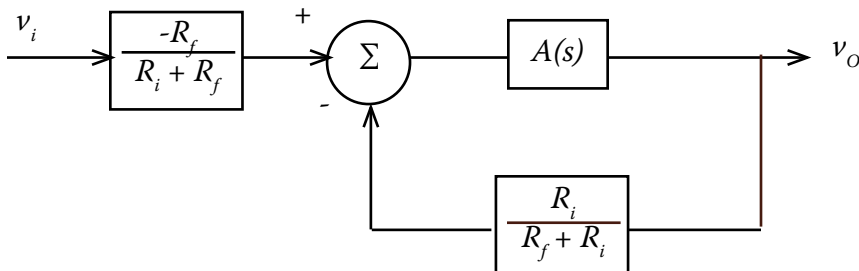 v_i
-R_f
R_i + R_f
+
Σ
-
A(s)
v_O
R_i
R_f + R_i